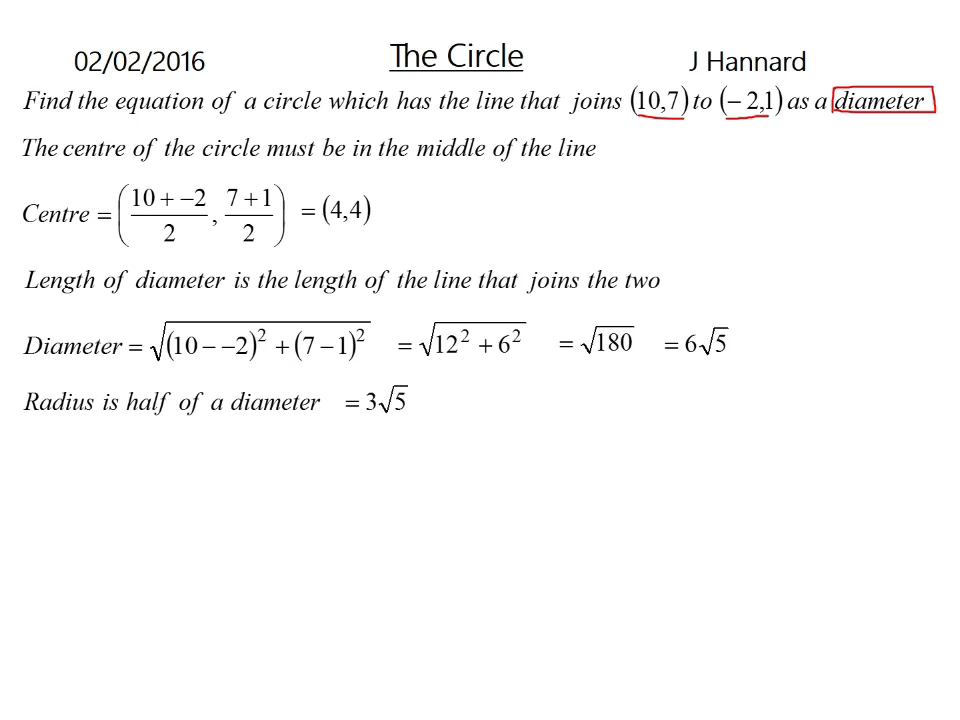 02/02/2016 The Circle J Hannard
Find the equation of a circle which has the line that joins (10,7) to (− 2,1) as a diameter
The centre of the circle must be in the middle of the line
Centre = ( (10 + −2)/2 , (7 + 1)/2 ) = (4,4)
Length of diameter is the length of the line that joins the two
Diameter = √((10 − −2)² + (7 − 1)²) = √(12² + 6²) = √180 = 6√5
Radius is half of a diameter = 3√5